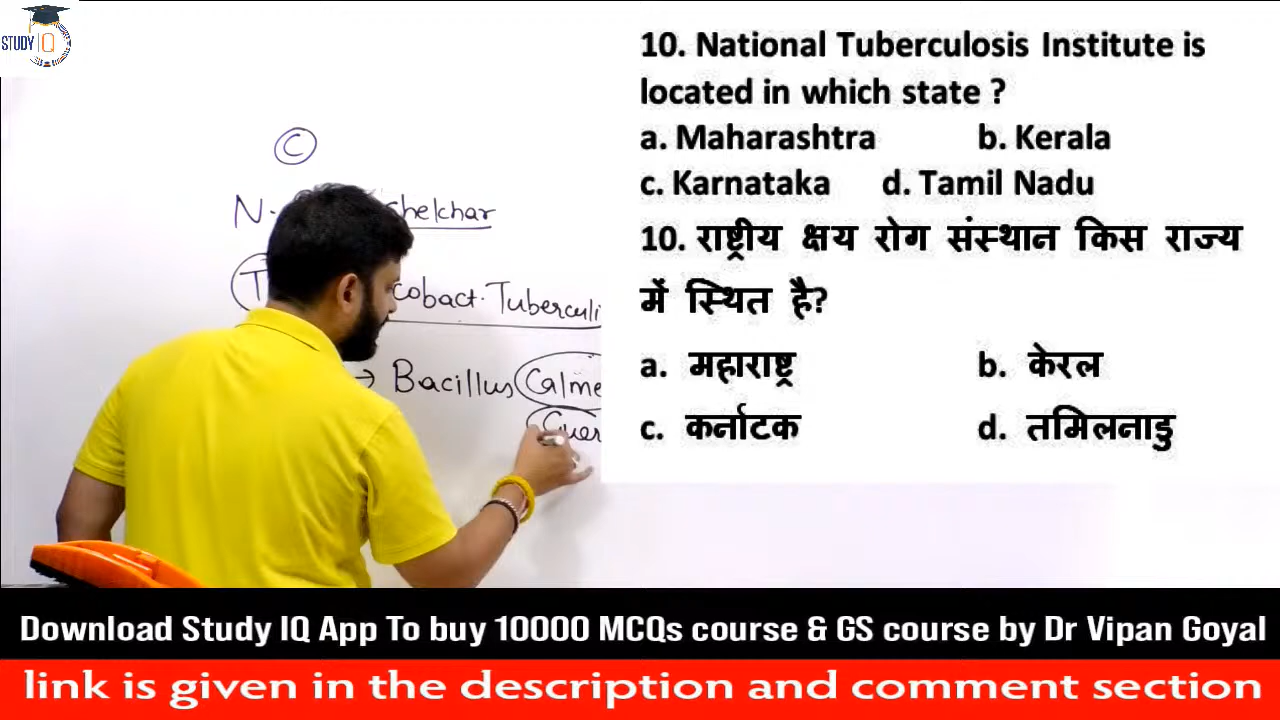 STUDY IQ
C
N. shekhar
T cobact. Tuberculi
→ Bacillus Calme
Guer
10. National Tuberculosis Institute is
located in which state ?
a. Maharashtra b. Kerala
c. Karnataka d. Tamil Nadu
10. राष्ट्रीय क्षय रोग संस्थान किस राज्य
में स्थित है?
a. महाराष्ट्र b. केरल
c. कर्नाटक d. तमिलनाडु
Download Study IQ App To buy 10000 MCQs course & GS course by Dr Vipan Goyal
link is given in the description and comment section